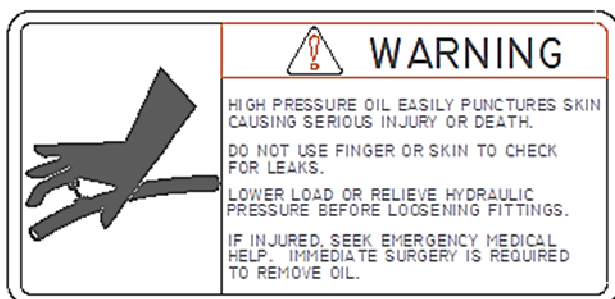 WARNING
HIGH PRESSURE OIL EASILY PUNCTURES SKIN
CAUSING SERIOUS INJURY OR DEATH.
DO NOT USE FINGER OR SKIN TO CHECK
FOR LEAKS.
LOWER LOAD OR RELIEVE HYDRAULIC
PRESSURE BEFORE LOOSENING FITTINGS.
IF INJURED, SEEK EMERGENCY MEDICAL
HELP. IMMEDIATE SURGERY IS REQUIRED
TO REMOVE OIL.